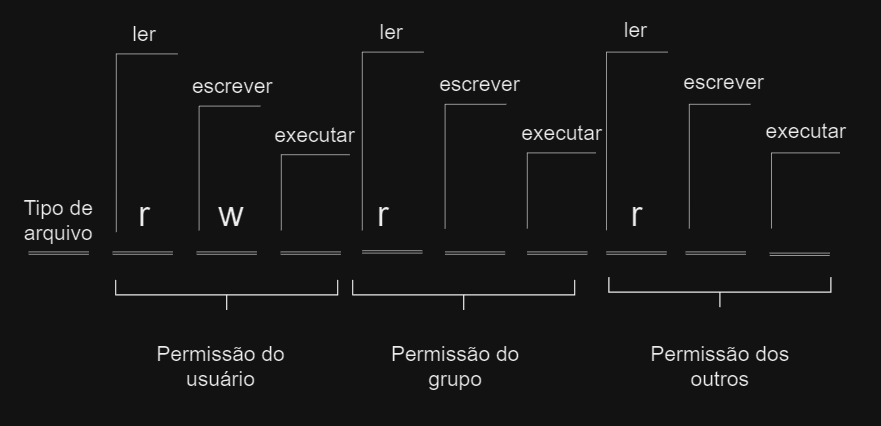 ler
ler
ler
escrever
escrever
escrever
executar
executar
executar
Tipo de
arquivo
r
w
r
r
Permissão do
usuário
Permissão do
grupo
Permissão dos
outros